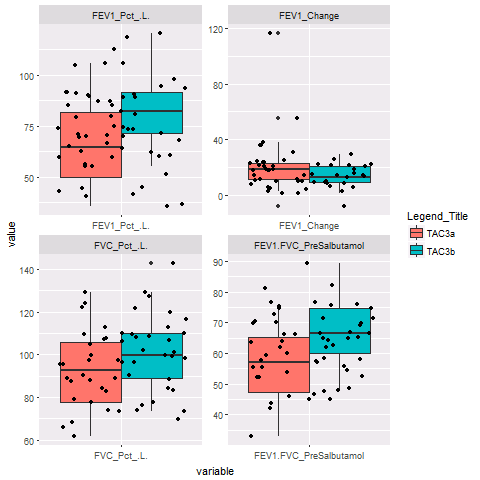 FEV1_Pct_.L.
FEV1_Change
100
75
50
120
80
40
0
FEV1_Pct_.L.
FEV1_Change
FVC_Pct_.L.
FEV1.FVC_PreSalbutamol
140
120
100
80
60
90
80
70
60
50
40
FVC_Pct_.L.
FEV1.FVC_PreSalbutamol
value
variable
Legend_Title
TAC3a
TAC3b